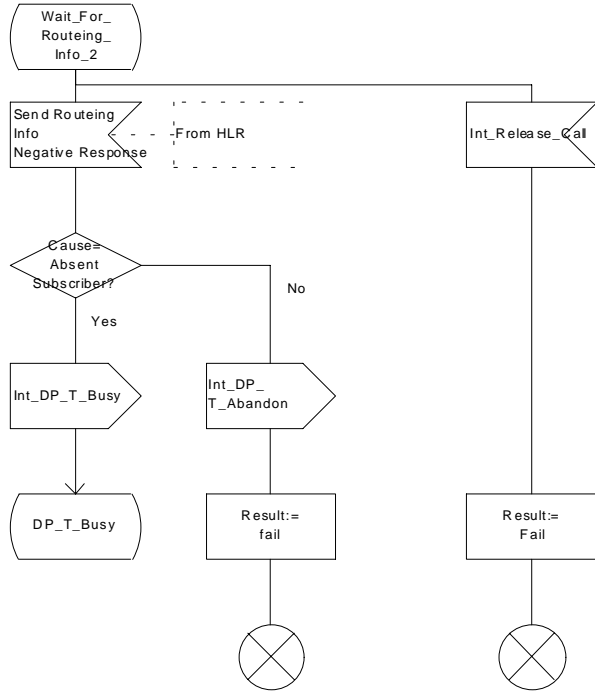 Wait_For_
Routeing_
Info_2
Send Routeing
Info
Negative Response
From HLR
Int_Release_Call
Cause=
Absent
Subscriber?
No
Yes
Int_DP_T_Busy
Int_DP_
T_Abandon
DP_T_Busy
Result:=
fail
Result:=
Fail